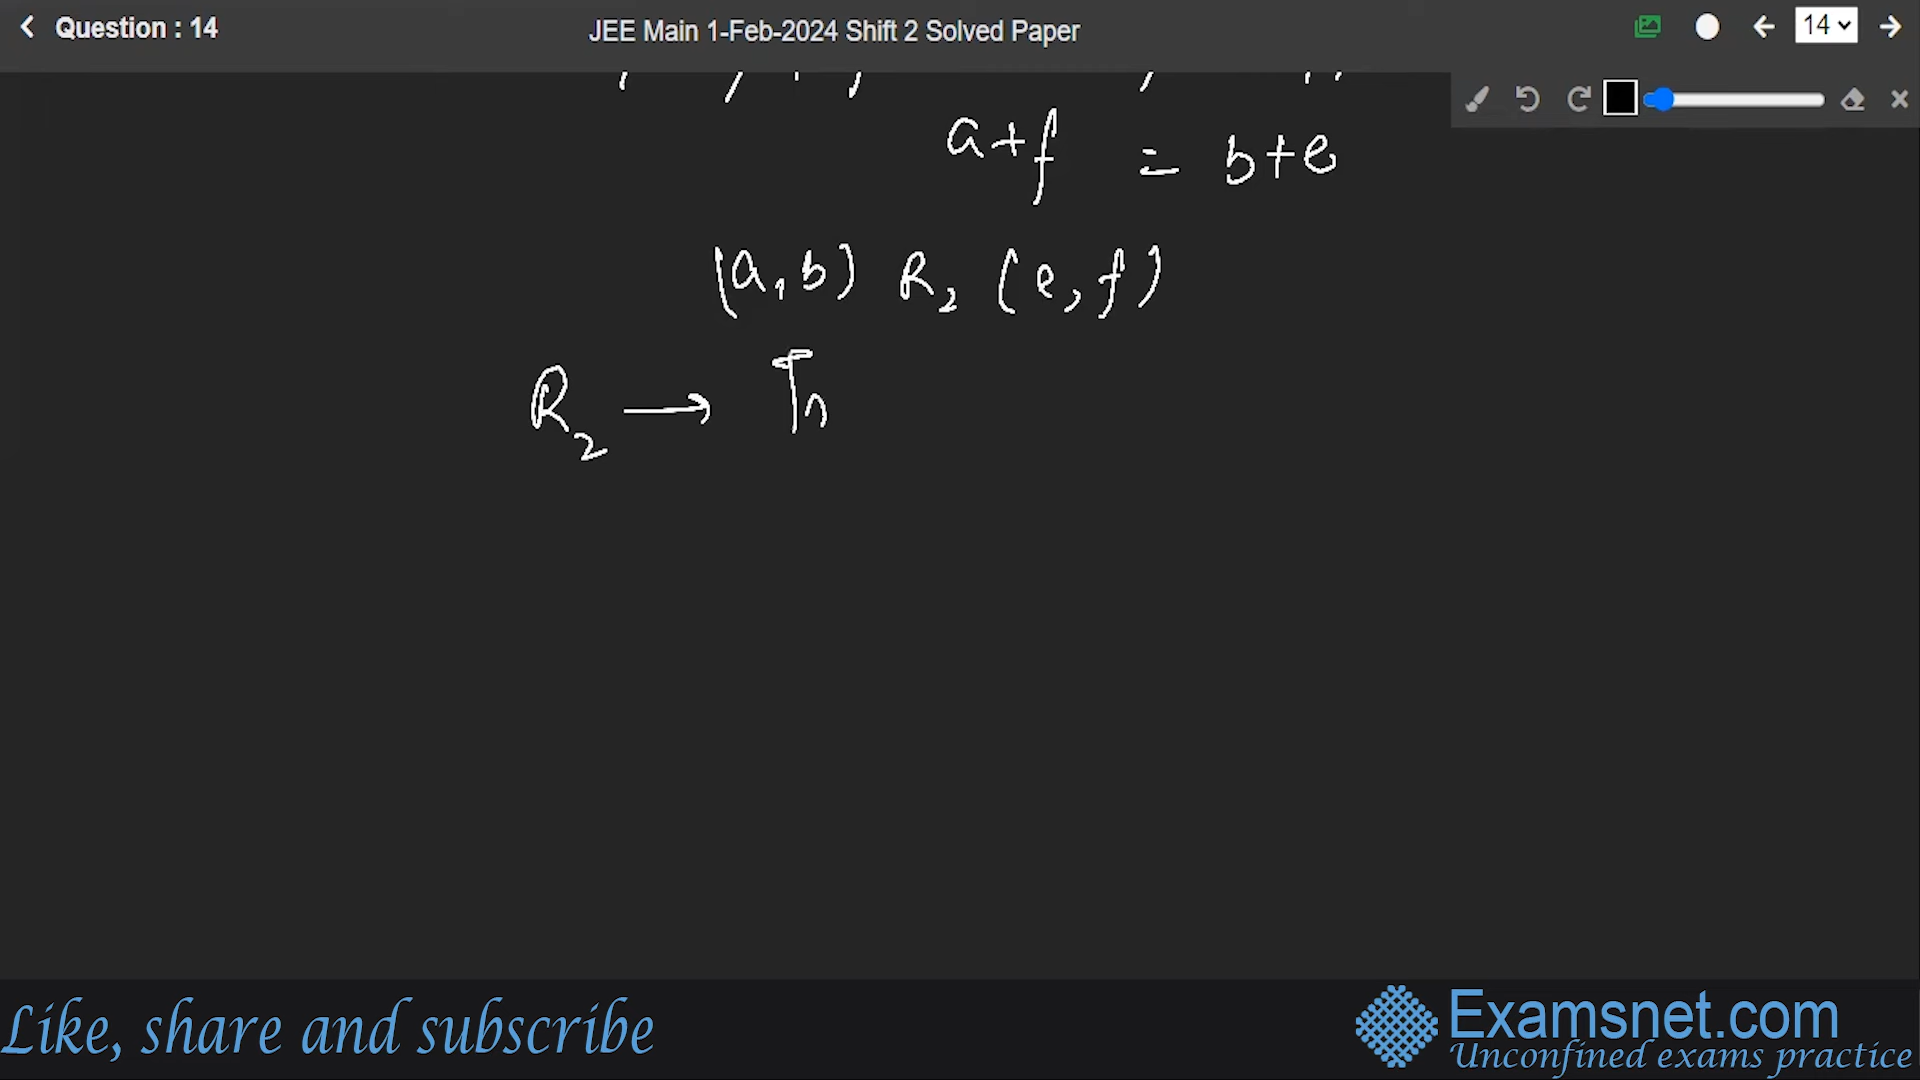 Question : 14
JEE Main 1-Feb-2024 Shift 2 Solved Paper
14
a+f = b+e
(a,b) R2 (e,f)
R2 → Tr
Like, share and subscribe
Examsnet.com
Unconfined exams practice